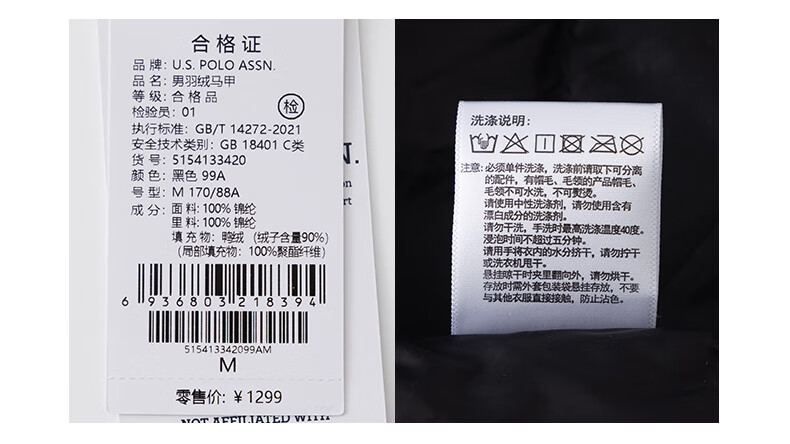 合格证
品 牌: U.S. POLO ASSN.
品 名: 男羽绒马甲
等 级: 合格品
检验员: 01
检
执行标准: GB/T 14272-2021
安全技术类别: GB 18401 C类
货 号: 5154133420
颜 色: 黑色 99A
号 型: M 170/88A
成 分: 面料: 100% 锦纶
里料: 100% 锦纶
填 充 物: 鸭绒 (绒子含量90%)
(局部填充物: 100%聚酯纤维)
6 936803 218394
515413342099AM
M
零售价: ¥1299
N.
on
rt
NOT AFFILIATED WITH
洗涤说明:
注意: 必须单件洗涤, 洗涤前请取下可分离
的配件, 有帽毛、毛领的产品帽毛、
毛领不可水洗, 不可熨烫。
请使用中性洗涤剂, 请勿使用含有
漂白成分的洗涤剂。
请勿干洗, 手洗时最高洗涤温度40度。
浸泡时间不超过五分钟。
请用手将衣内的水分挤干, 请勿拧干
或洗衣机甩干。
悬挂晾干时夹里翻向外, 请勿烘干。
存放时需外套包装袋悬挂存放, 不要
与其他衣服直接接触, 防止沾色。